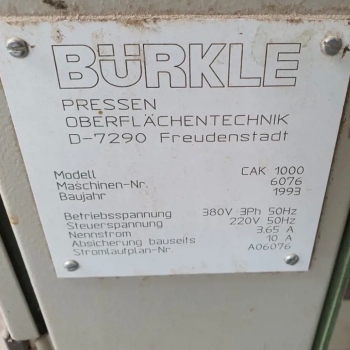 BÜRKLE
PRESSEN
OBERFLÄCHENTECHNIK
D-7290 Freudenstadt
Modell CAK 1000
Maschinen-Nr. 6076
Baujahr 1993
Betriebsspannung 380V 3Ph 50Hz
Steuerspannung 220V 50Hz
Nennstrom 3.65 A
Absicherung bauseits 10 A
Stromlaufplan-Nr. A06076